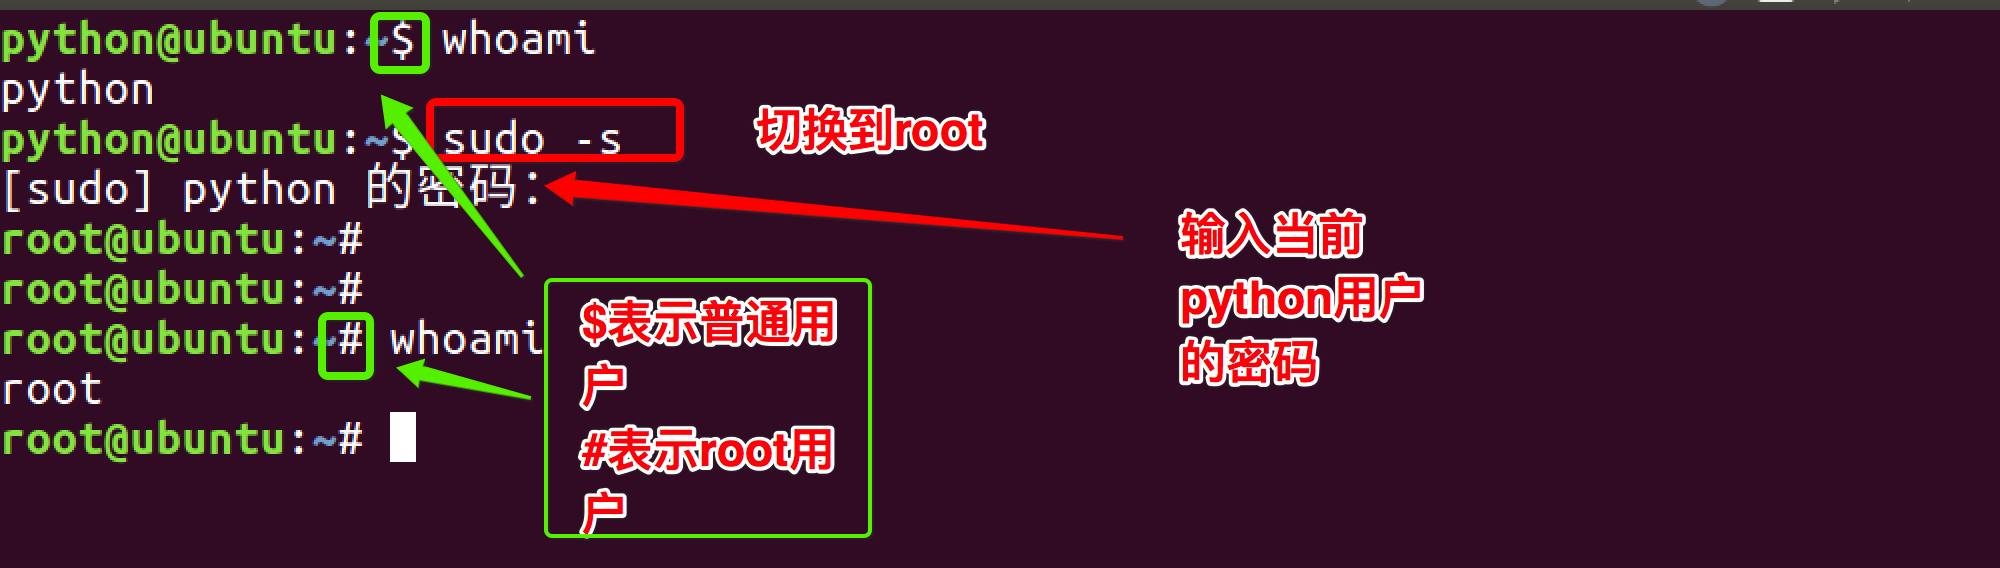 python@ubuntu:~$ whoami
python
python@ubuntu:~$ sudo -s
切换到root
[sudo] python 的密码：
root@ubuntu:~#
root@ubuntu:~#
root@ubuntu:~# whoami
root
root@ubuntu:~#
输入当前
python用户
的密码
$表示普通用
户
#表示root用
户